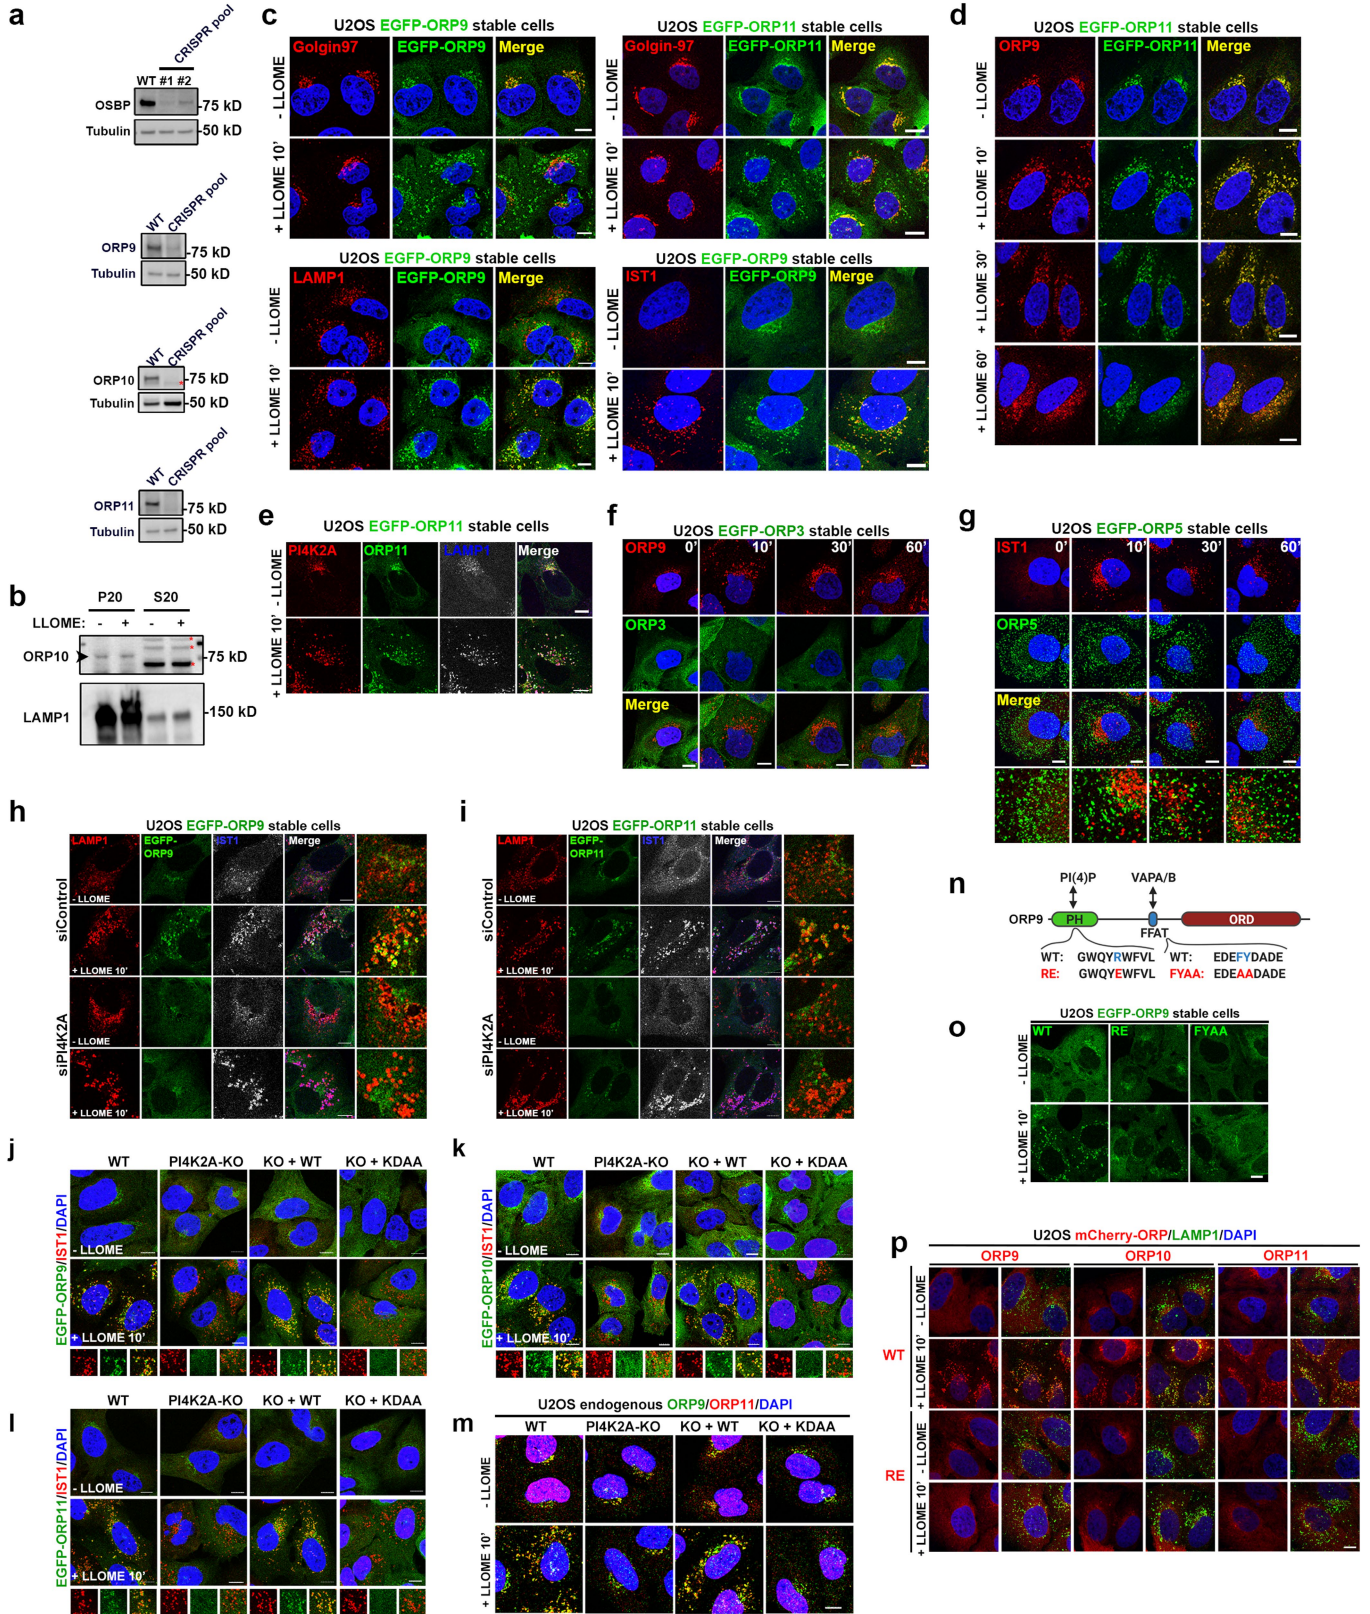 a
CRISPR pool
WT #1 #2
OSBP
-75 kD
Tubulin
-50 kD
WT
CRISPR pool
ORP9
-75 kD
Tubulin
-50 kD
WT
CRISPR pool
ORP10
*
-75 kD
Tubulin
-50 kD
WT
CRISPR pool
ORP11
-75 kD
Tubulin
-50 kD
b
P20 S20
LLOME: - + - +
ORP10
*
*
*
-75 kD
LAMP1
-150 kD
c
U2OS EGFP-ORP9 stable cells
Golgin97 EGFP-ORP9 Merge
- LLOME
+ LLOME 10'
U2OS EGFP-ORP11 stable cells
Golgin-97 EGFP-ORP11 Merge
- LLOME
+ LLOME 10'
U2OS EGFP-ORP9 stable cells
LAMP1 EGFP-ORP9 Merge
- LLOME
+ LLOME 10'
U2OS EGFP-ORP9 stable cells
IST1 EGFP-ORP9 Merge
- LLOME
+ LLOME 10'
d
U2OS EGFP-ORP11 stable cells
ORP9 EGFP-ORP11 Merge
- LLOME
+ LLOME 10'
+ LLOME 30'
+ LLOME 60'
e
U2OS EGFP-ORP11 stable cells
PI4K2A ORP11 LAMP1 Merge
- LLOME
+ LLOME 10'
f
U2OS EGFP-ORP3 stable cells
ORP9 0' 10' 30' 60'
ORP3
Merge
g
U2OS EGFP-ORP5 stable cells
IST1 0' 10' 30' 60'
ORP5
Merge
h
U2OS EGFP-ORP9 stable cells
LAMP1 EGFP-ORP9 IST1 Merge
siControl
- LLOME
+ LLOME 10'
siPI4K2A
- LLOME
+ LLOME 10'
i
U2OS EGFP-ORP11 stable cells
LAMP1 EGFP-ORP11 IST1 Merge
siControl
- LLOME
+ LLOME 10'
siPI4K2A
- LLOME
+ LLOME 10'
n
PI(4)P VAPA/B
ORP9 PH ORD
FFAT
WT: GWQYRWFVL WT: EDEFYDADE
RE: GWQYEWFVL FYAA: EDEAADADE
o
U2OS EGFP-ORP9 stable cells
WT RE FYAA
- LLOME
+ LLOME 10'
j
WT PI4K2A-KO KO + WT KO + KDAA
EGFP-ORP9/IST1/DAPI
- LLOME
+ LLOME 10'
k
WT PI4K2A-KO KO + WT KO + KDAA
EGFP-ORP10/IST1/DAPI
- LLOME
+ LLOME 10'
l
WT PI4K2A-KO KO + WT KO + KDAA
EGFP-ORP11/IST1/DAPI
- LLOME
+ LLOME 10'
m
U2OS endogenous ORP9/ORP11/DAPI
WT PI4K2A-KO KO + WT KO + KDAA
- LLOME
+ LLOME 10'
p
U2OS mCherry-ORP/LAMP1/DAPI
ORP9 ORP10 ORP11
WT
- LLOME
+ LLOME 10'
RE
- LLOME
+ LLOME 10'